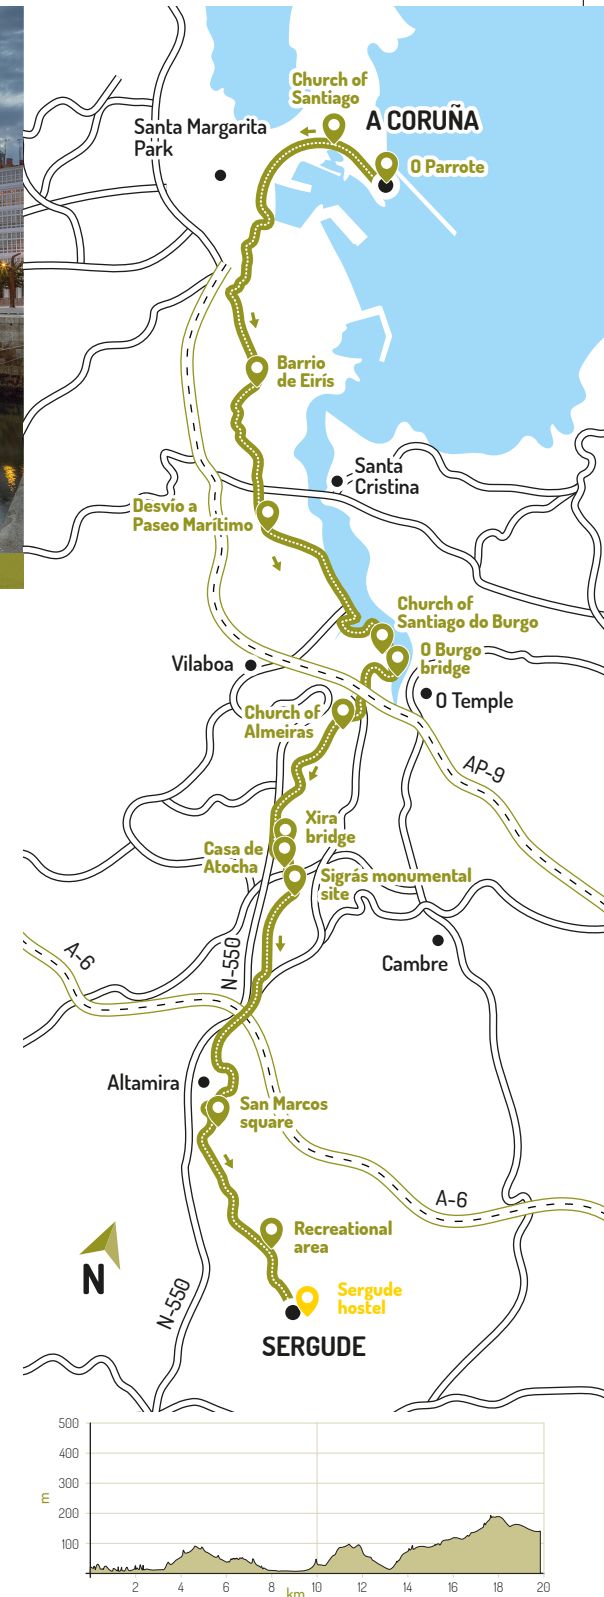 Church of
Santiago
A CORUÑA
Santa Margarita
Park
O Parrote
Barrio
de Eirís
Santa
Cristina
Desvío a
Paseo Marítimo
Church of
Santiago do Burgo
O Burgo
bridge
Vilaboa
O Temple
Church of
Almeiras
AP-9
Xira
bridge
Casa de
Atocha
Sigrás monumental
site
N-550
A-6
Cambre
Altamira
San Marcos
square
A-6
Recreational
area
N
N-550
Sergude
hostel
SERGUDE
500
400
300
200
100
m
2 4 6 8 10 12 14 16 18 20
km